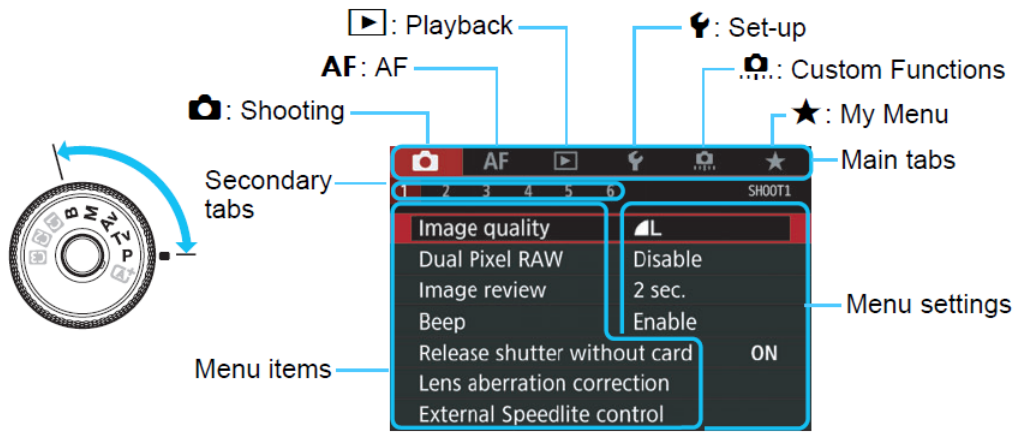 : Playback
: Set-up
AF: AF
: Custom Functions
: Shooting
: My Menu
AF
Main tabs
Secondary
tabs
1 2 3 4 5 6 SHOOT1
B M Av Tv P A+
Image quality L
Dual Pixel RAW Disable
Image review 2 sec.
Beep Enable
Menu settings
Release shutter without card ON
Menu items
Lens aberration correction
External Speedlite control